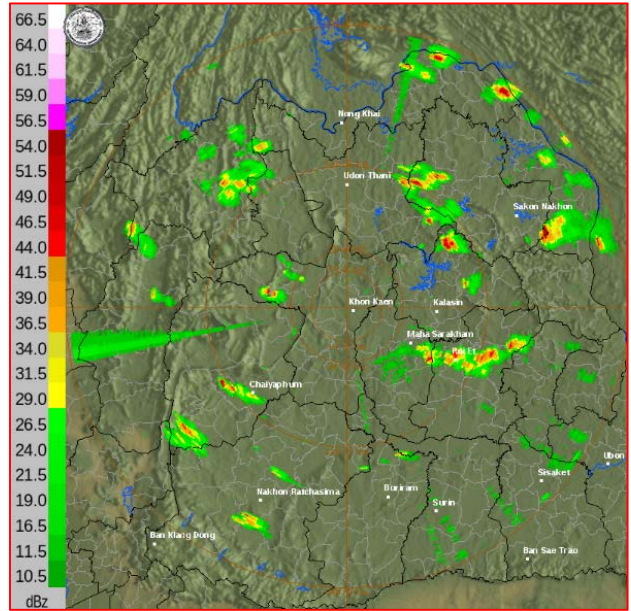 66.5
64.0
61.5
59.0
56.5
54.0
51.5
49.0
46.5
44.0
41.5
39.0
36.5
34.0
31.5
29.0
26.5
24.0
21.5
19.0
16.5
11.5
10.5
dBz
Nong Khai
Udon Thani
Sakon Nakhon
Khon Kaen
Kalasin
Maha Sarakham
Roi Et
Chaiyaphum
Ubon
Sisaket
Nakhon Ratchasima
Buriram
Surin
Ban Klang Dong
Ban Sae Trao